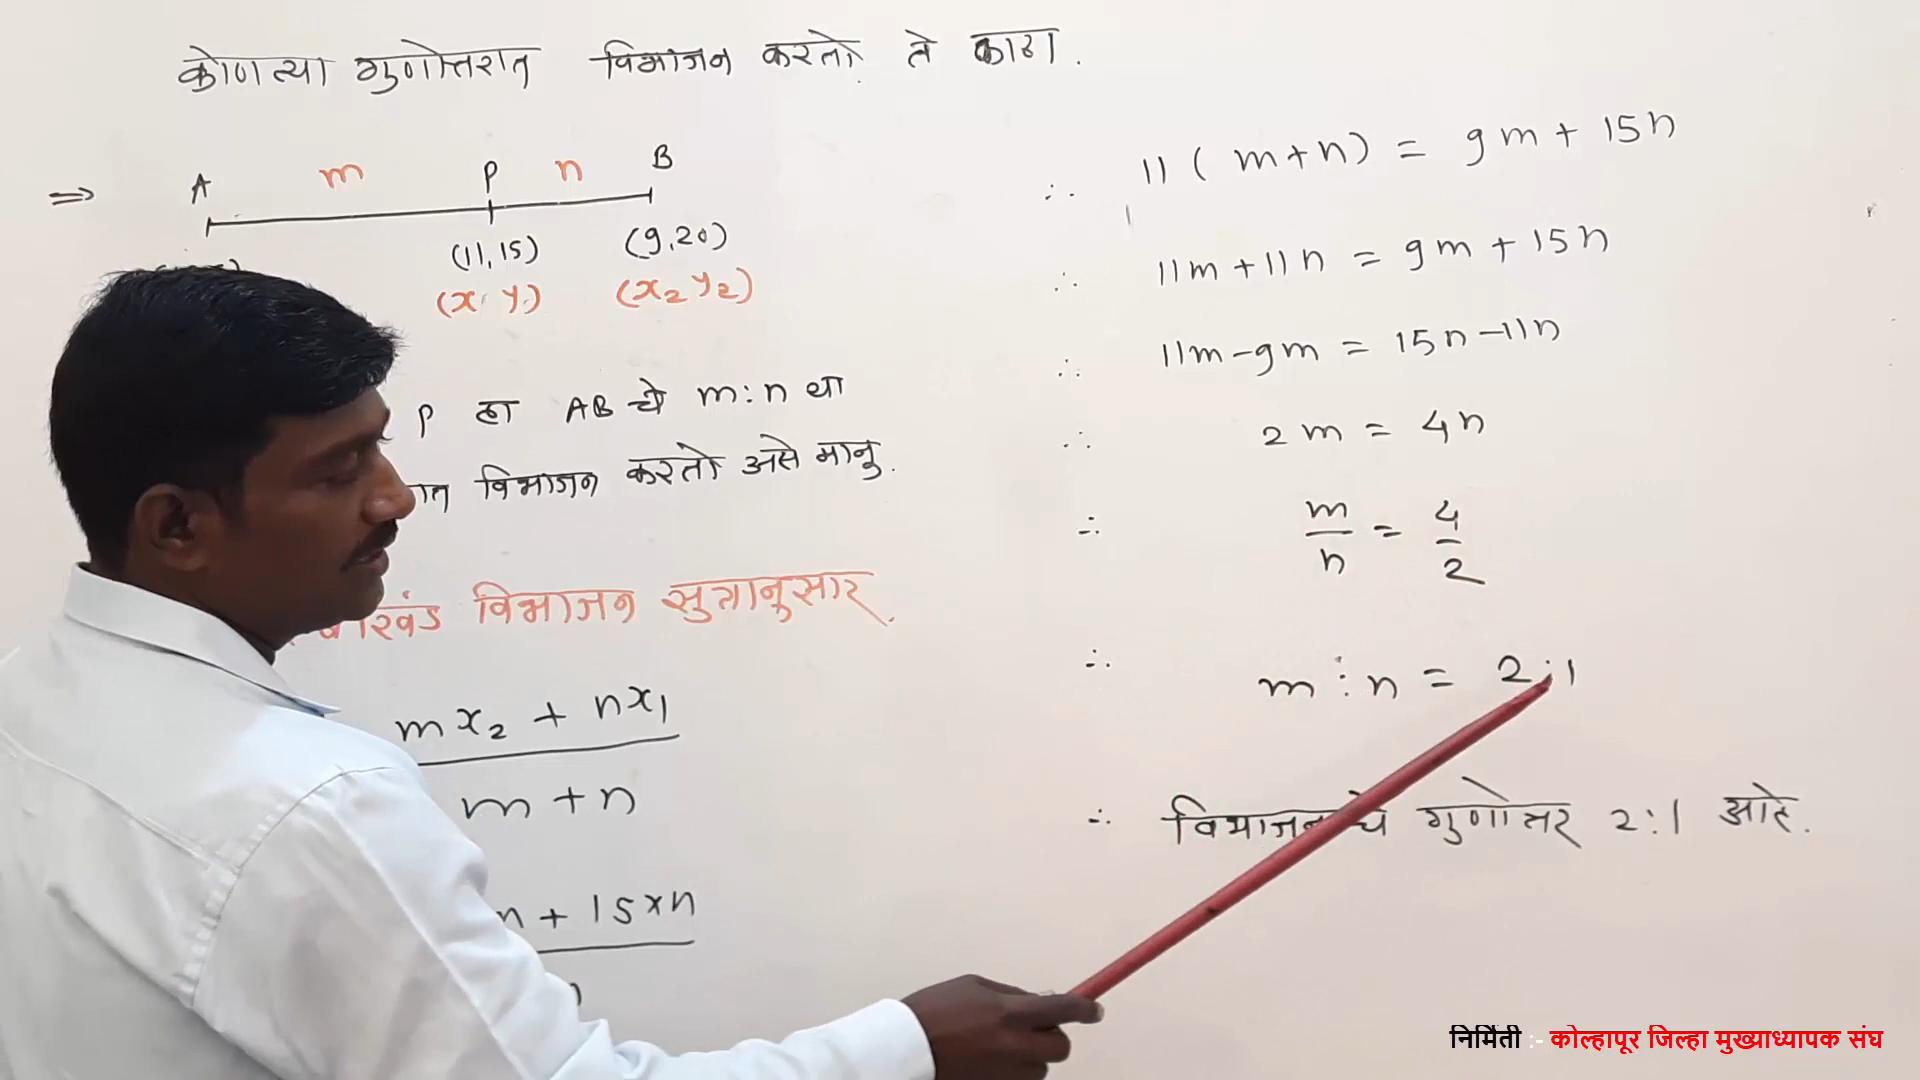 कोणत्या गुणोत्तरात विभाजन करतो ते काढा.
⇒ A m P n B
(11, 15) (9, 20)
(x y) (x₂ y₂)
P हा AB चे m:n या
विभाजन करतो असे मानु.
विभाजन सुत्रानुसार.
mx₂ + nx₁
m + n
+ 15×n
∴ 11 ( m+n) = 9m + 15n
∴ 11m + 11n = 9m + 15n
∴ 11m - 9m = 15n - 11n
∴ 2m = 4n
∴ m/n = 4/2
∴ m : n = 2:1
∴ विभाजनाचे गुणोत्तर 2:1 आहे.
निर्मिती :- कोल्हापूर जिल्हा मुख्याध्यापक संघ